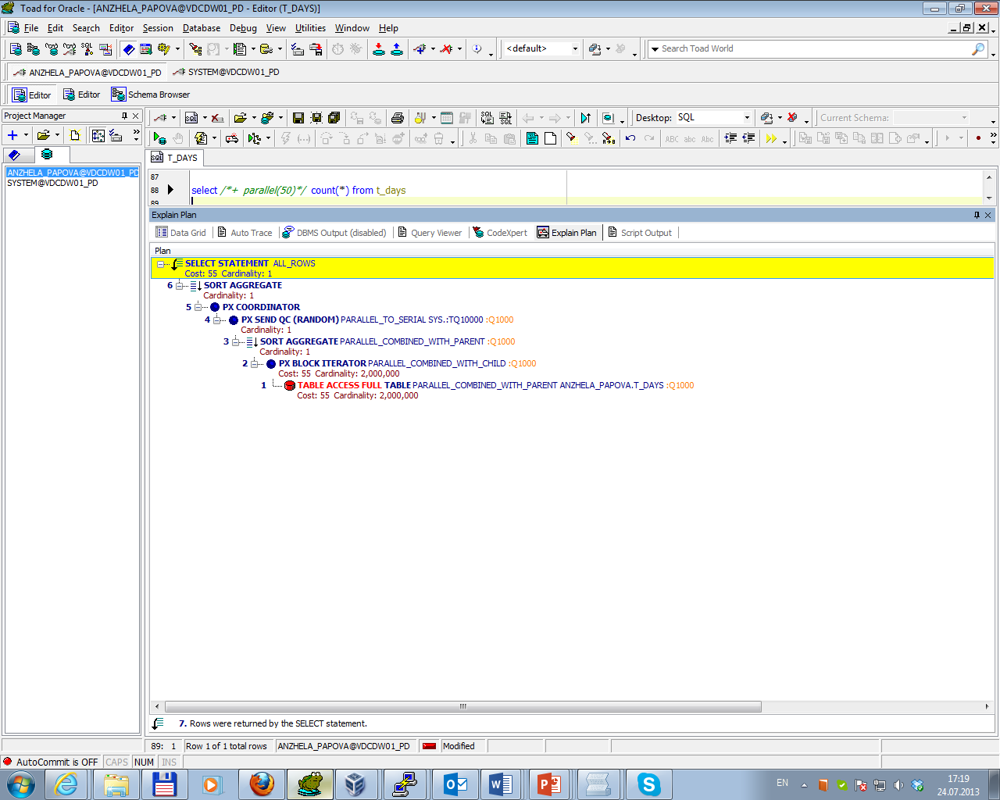 Toad for Oracle - [ANZHELA_PAPOVA@VDCDW01_PD - Editor (T_DAYS)]
File Edit Search Editor Session Database Debug View Utilities Window Help
<default> Search Toad World
ANZHELA_PAPOVA@VDCDW01_PD SYSTEM@VDCDW01_PD
Editor Editor Schema Browser
Project Manager
Desktop: SQL Current Schema:
ANZHELA_PAPOVA@VDCDW01_PD
SYSTEM@VDCDW01_PD
T_DAYS
87
88 select /*+ parallel(50)*/ count(*) from t_days
89
Explain Plan
Data Grid Auto Trace DBMS Output (disabled) Query Viewer CodeXpert Explain Plan Script Output
Plan
SELECT STATEMENT ALL_ROWS
Cost: 55 Cardinality: 1
6 SORT AGGREGATE
Cardinality: 1
5 PX COORDINATOR
4 PX SEND QC (RANDOM) PARALLEL_TO_SERIAL SYS.:TQ10000 :Q1000
Cardinality: 1
3 SORT AGGREGATE PARALLEL_COMBINED_WITH_PARENT :Q1000
Cardinality: 1
2 PX BLOCK ITERATOR PARALLEL_COMBINED_WITH_CHILD :Q1000
Cost: 55 Cardinality: 2,000,000
1 TABLE ACCESS FULL TABLE PARALLEL_COMBINED_WITH_PARENT ANZHELA_PAPOVA.T_DAYS :Q1000
Cost: 55 Cardinality: 2,000,000
7. Rows were returned by the SELECT statement.
89: 1 Row 1 of 1 total rows ANZHELA_PAPOVA@VDCDW01_PD Modified
AutoCommit is OFF CAPS NUM INS
EN 17:19
24.07.2013